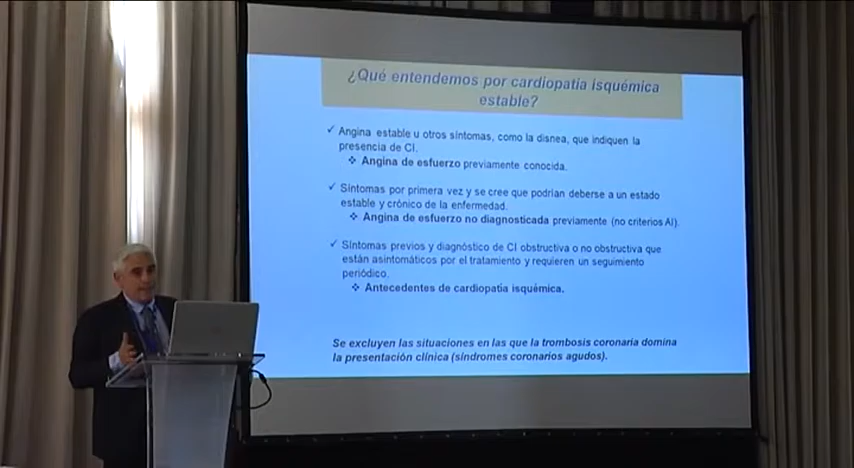 ¿Qué entendemos por cardiopatía isquémica
estable?
✓ Angina estable u otros síntomas, como la disnea, que indiquen la
presencia de CI.
❖ Angina de esfuerzo previamente conocida.
✓ Síntomas por primera vez y se cree que podrían deberse a un estado
estable y crónico de la enfermedad.
❖ Angina de esfuerzo no diagnosticada previamente (no criterios AI).
✓ Síntomas previos y diagnóstico de CI obstructiva o no obstructiva que
están asintomáticos por el tratamiento y requieren un seguimiento
periódico.
❖ Antecedentes de cardiopatía isquémica.
Se excluyen las situaciones en las que la trombosis coronaria domina
la presentación clínica (síndromes coronarios agudos).